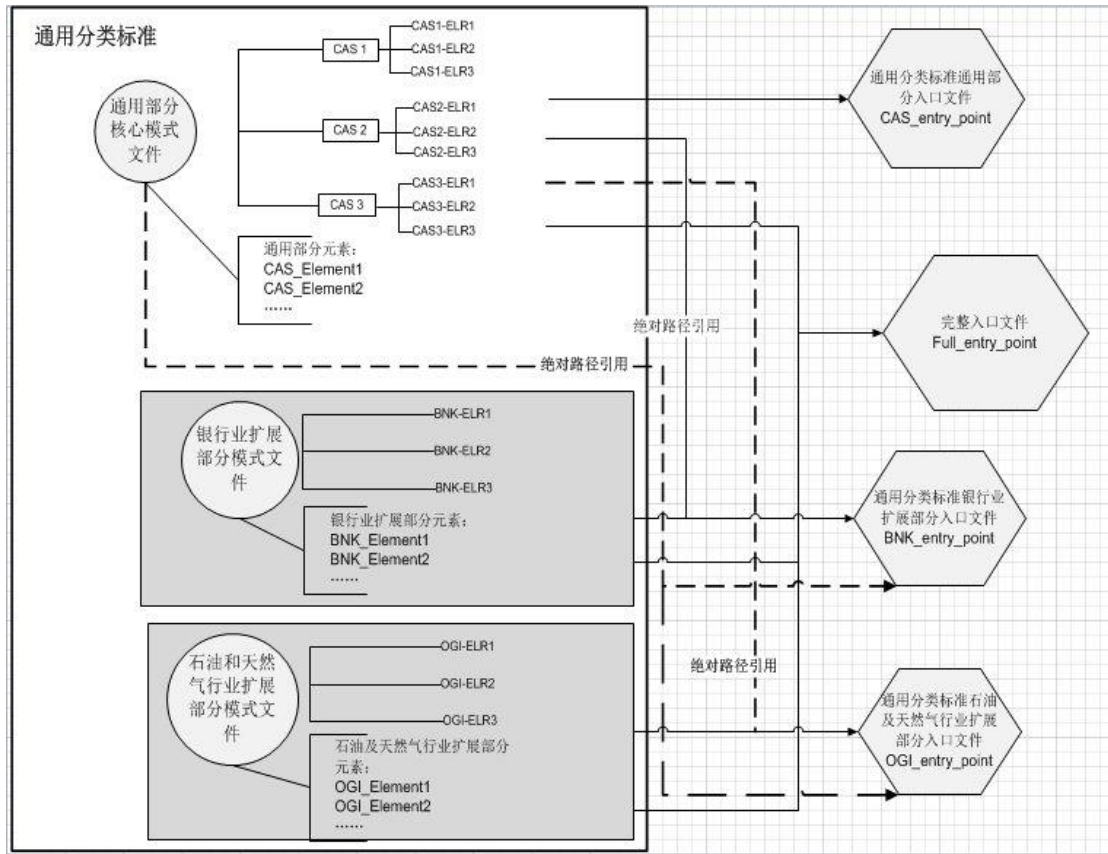 通用分类标准
通用部分
核心模式
文件
CAS 1
CAS1-ELR1
CAS1-ELR2
CAS1-ELR3
CAS 2
CAS2-ELR1
CAS2-ELR2
CAS2-ELR3
CAS 3
CAS3-ELR1
CAS3-ELR2
CAS3-ELR3
通用部分元素：
CAS_Element1
CAS_Element2
......
绝对路径引用
绝对路径引用
银行业扩展
部分模式文
件
BNK-ELR1
BNK-ELR2
BNK-ELR3
银行业扩展部分元素：
BNK_Element1
BNK_Element2
......
石油和天然
气行业扩展
部分模式文
件
OGI-ELR1
OGI-ELR2
OGI-ELR3
石油及天然气行业扩展部分
元素：
OGI_Element1
OGI_Element2
......
绝对路径引用
通用分类标准通用部
分入口文件
CAS_entry_point
完整入口文件
Full_entry_point
通用分类标准银行业
扩展部分入口文件
BNK_entry_point
通用分类标准石油
及天然气行业扩展
部分入口文件
OGI_entry_point